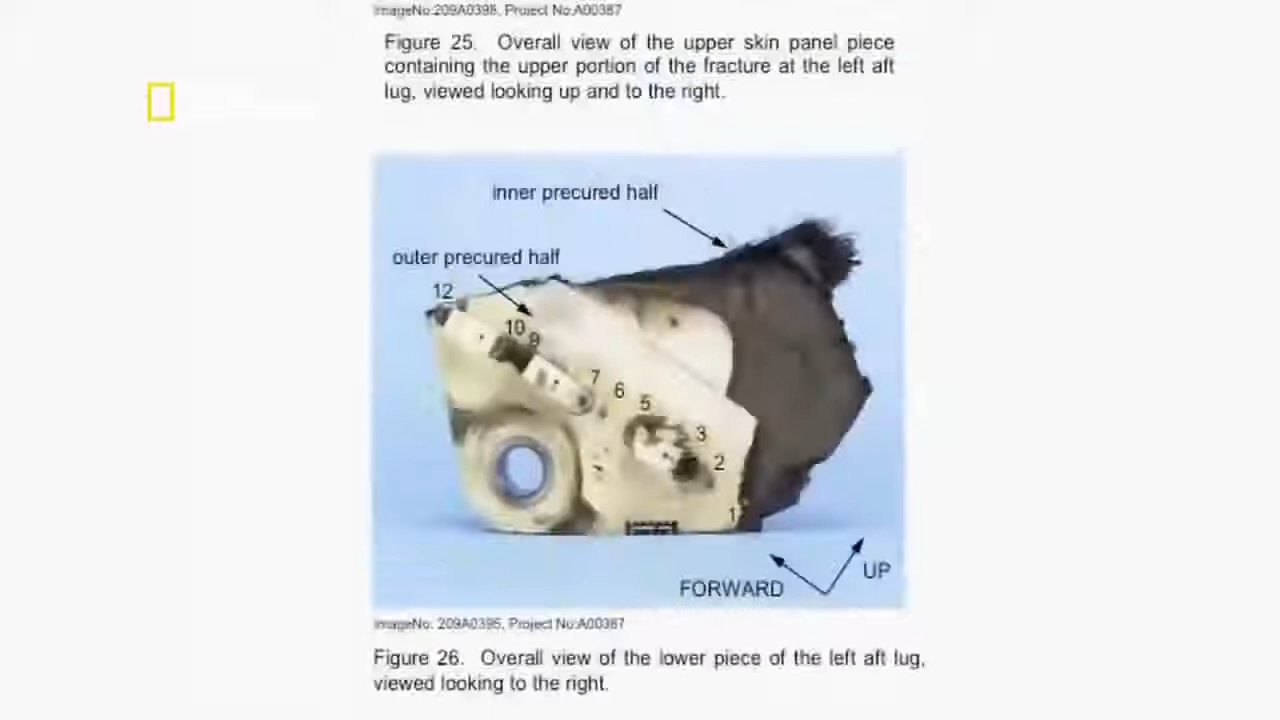 ImageNo:209A0398, Project No:A00387
Figure 25. Overall view of the upper skin panel piece
containing the upper portion of the fracture at the left aft
lug, viewed looking up and to the right.
inner precured half
outer precured half
12
10
9
7
6
5
3
2
1
UP
FORWARD
ImageNo: 209A0395, Project No:A00387
Figure 26. Overall view of the lower piece of the left aft lug,
viewed looking to the right.